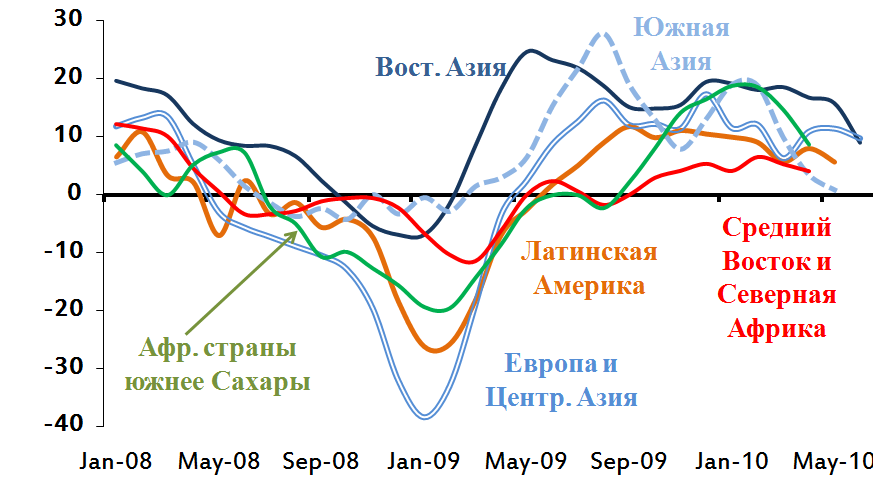 30
20
10
0
-10
-20
-30
-40
Jan-08 May-08 Sep-08 Jan-09 May-09 Sep-09 Jan-10 May-10
Вост. Азия
Южная
Азия
Латинская
Америка
Средний
Восток и
Северная
Африка
Афр. страны
южнее Сахары
Европа и
Центр. Азия